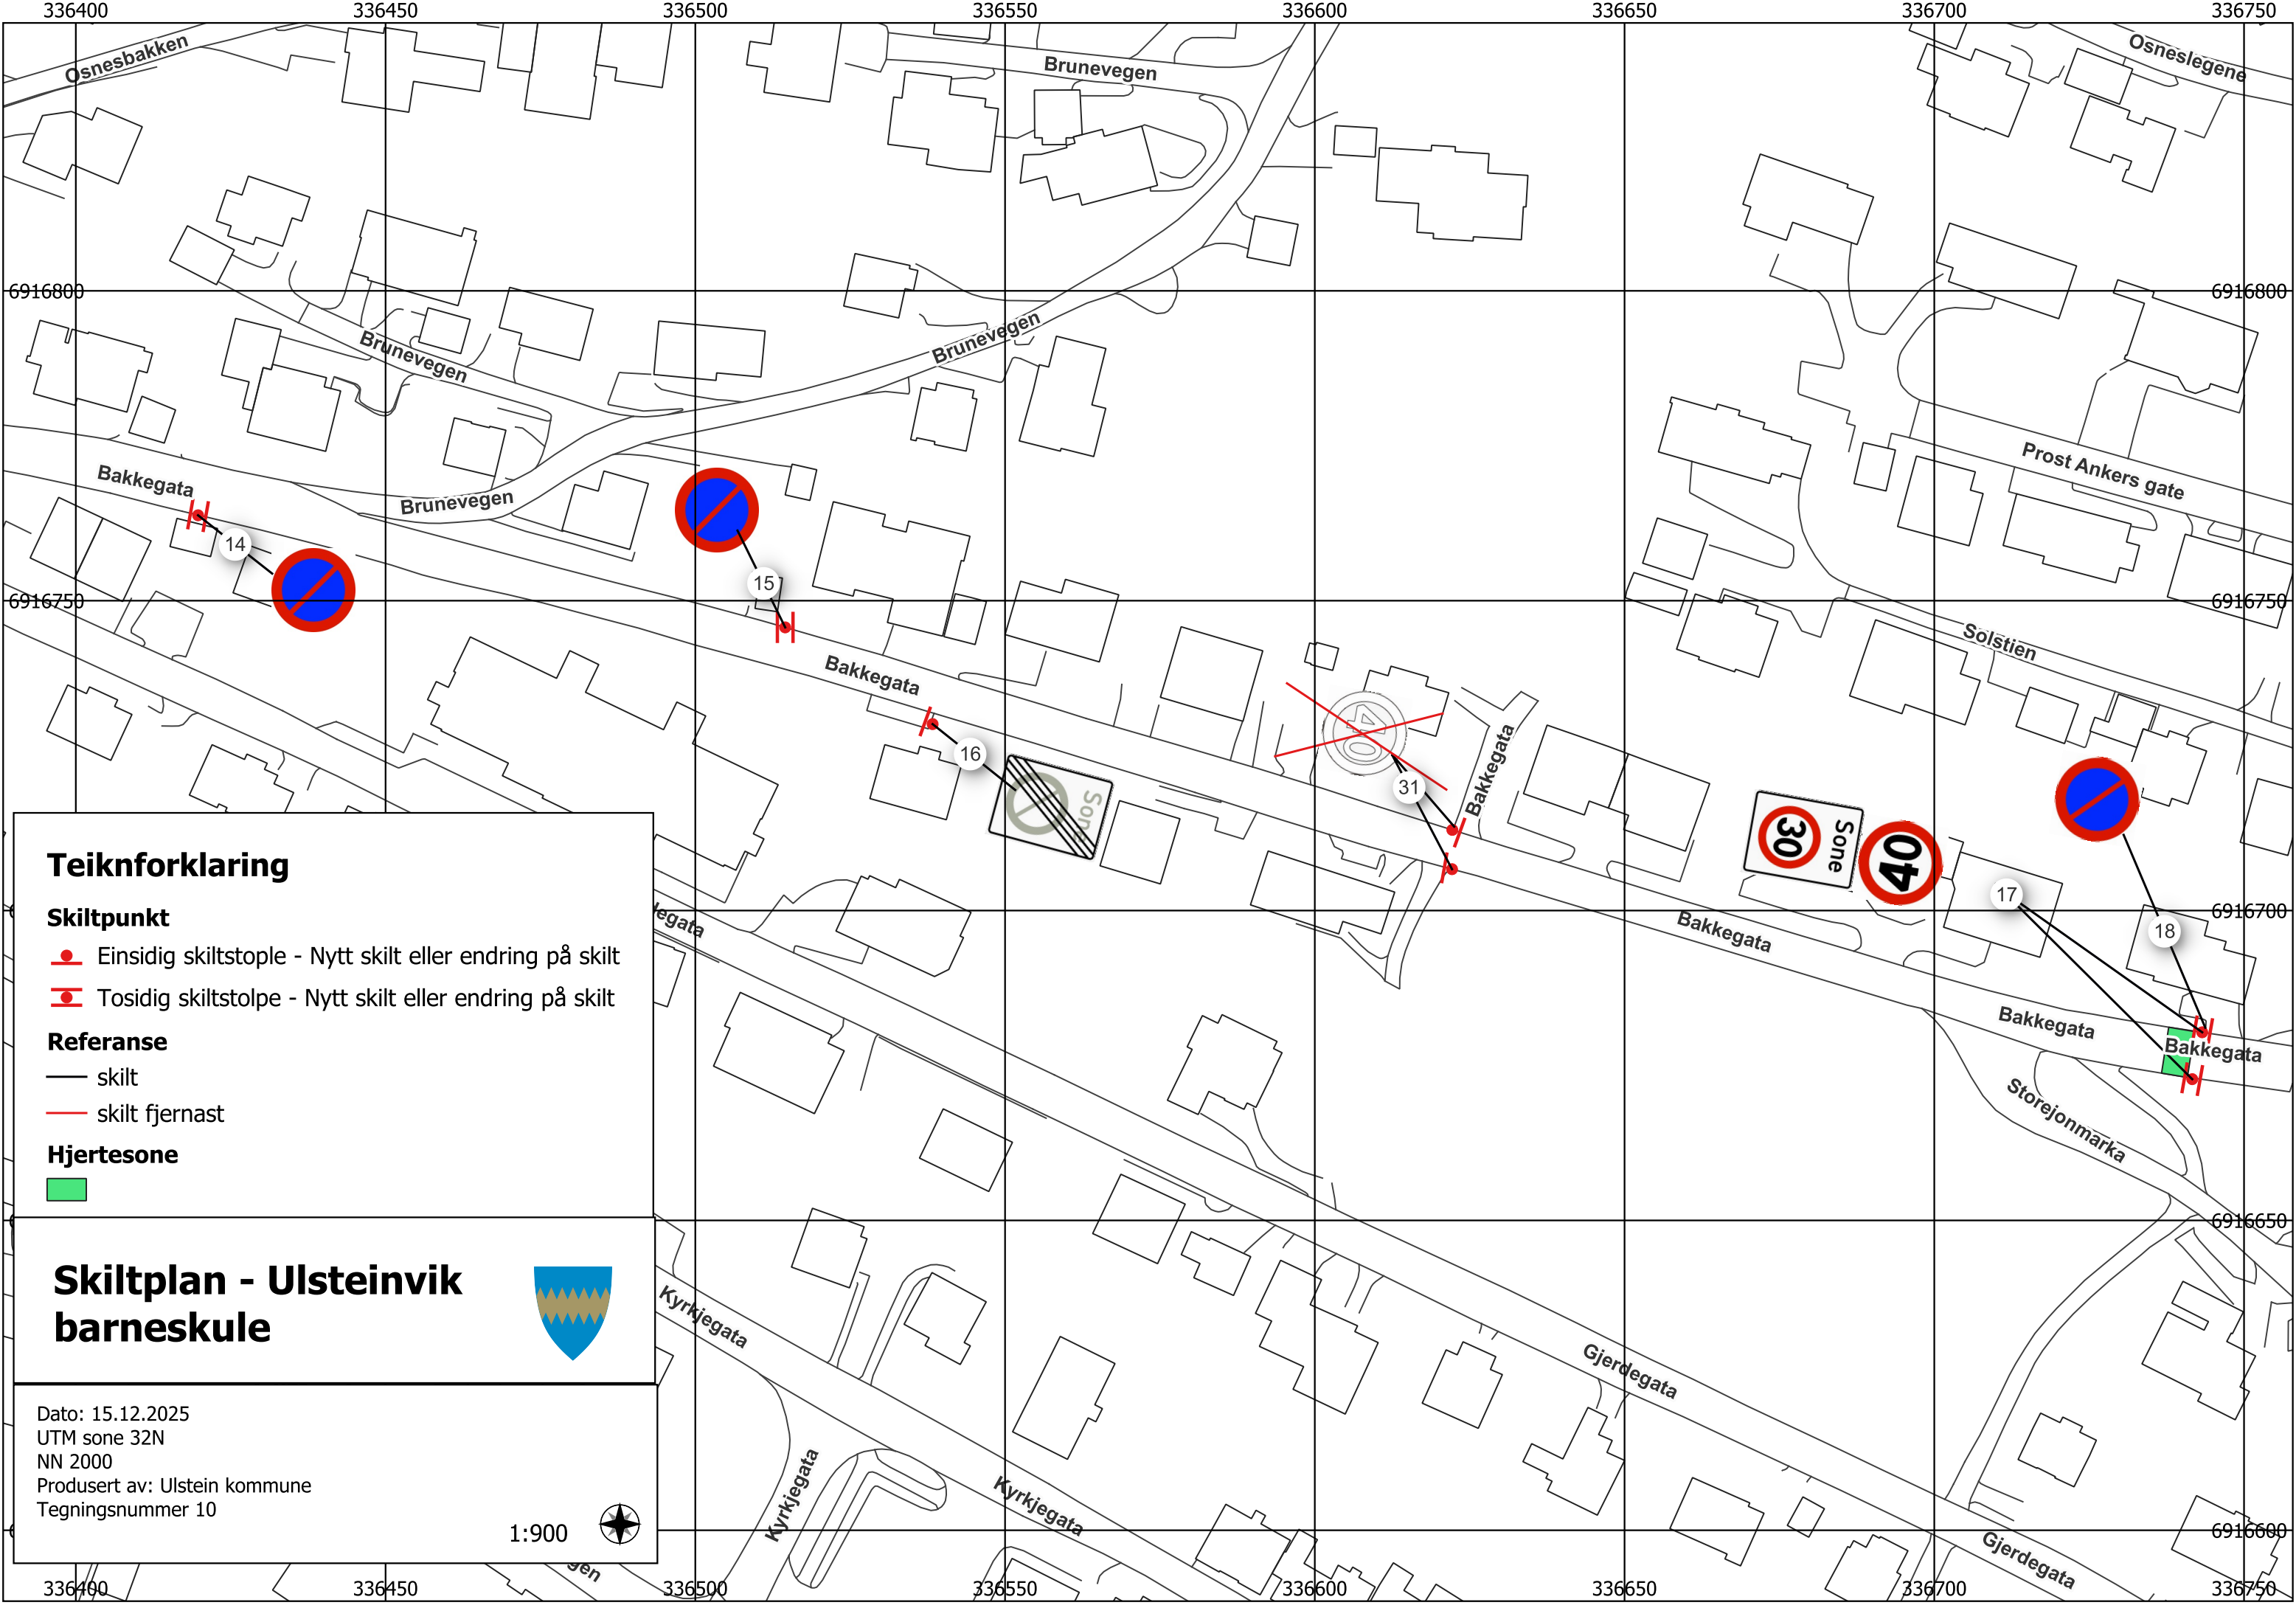 336400 336450 336500 336550 336600 336650 336700 336750
Osnesbakken
Brunevegen
Osneslegene
6916800 6916800
Brunevegen
Brunevegen
Bakkegata
Brunevegen
Prost Ankers gate
14
15
6916750 6916750
Solstien
Bakkegata
16
Sone
40
31
Bakkegata
30
Sone
40
17
18
6916700
Bakkegata
Bakkegata
Bakkegata
Storejonmarka
legata
6916650
Kyrkjegata
Gjerdegata
Kyrkjegata
Kyrkjegata
Gjerdegata
6916600
gen
Teiknforklaring
Skiltpunkt
Einsidig skiltstople - Nytt skilt eller endring på skilt
Tosidig skiltstolpe - Nytt skilt eller endring på skilt
Referanse
skilt
skilt fjernast
Hjertesone
Skiltplan - Ulsteinvik
barneskule
Dato: 15.12.2025
UTM sone 32N
NN 2000
Produsert av: Ulstein kommune
Tegningsnummer 10
1:900
336400 336450 336500 336550 336600 336650 336700 336750